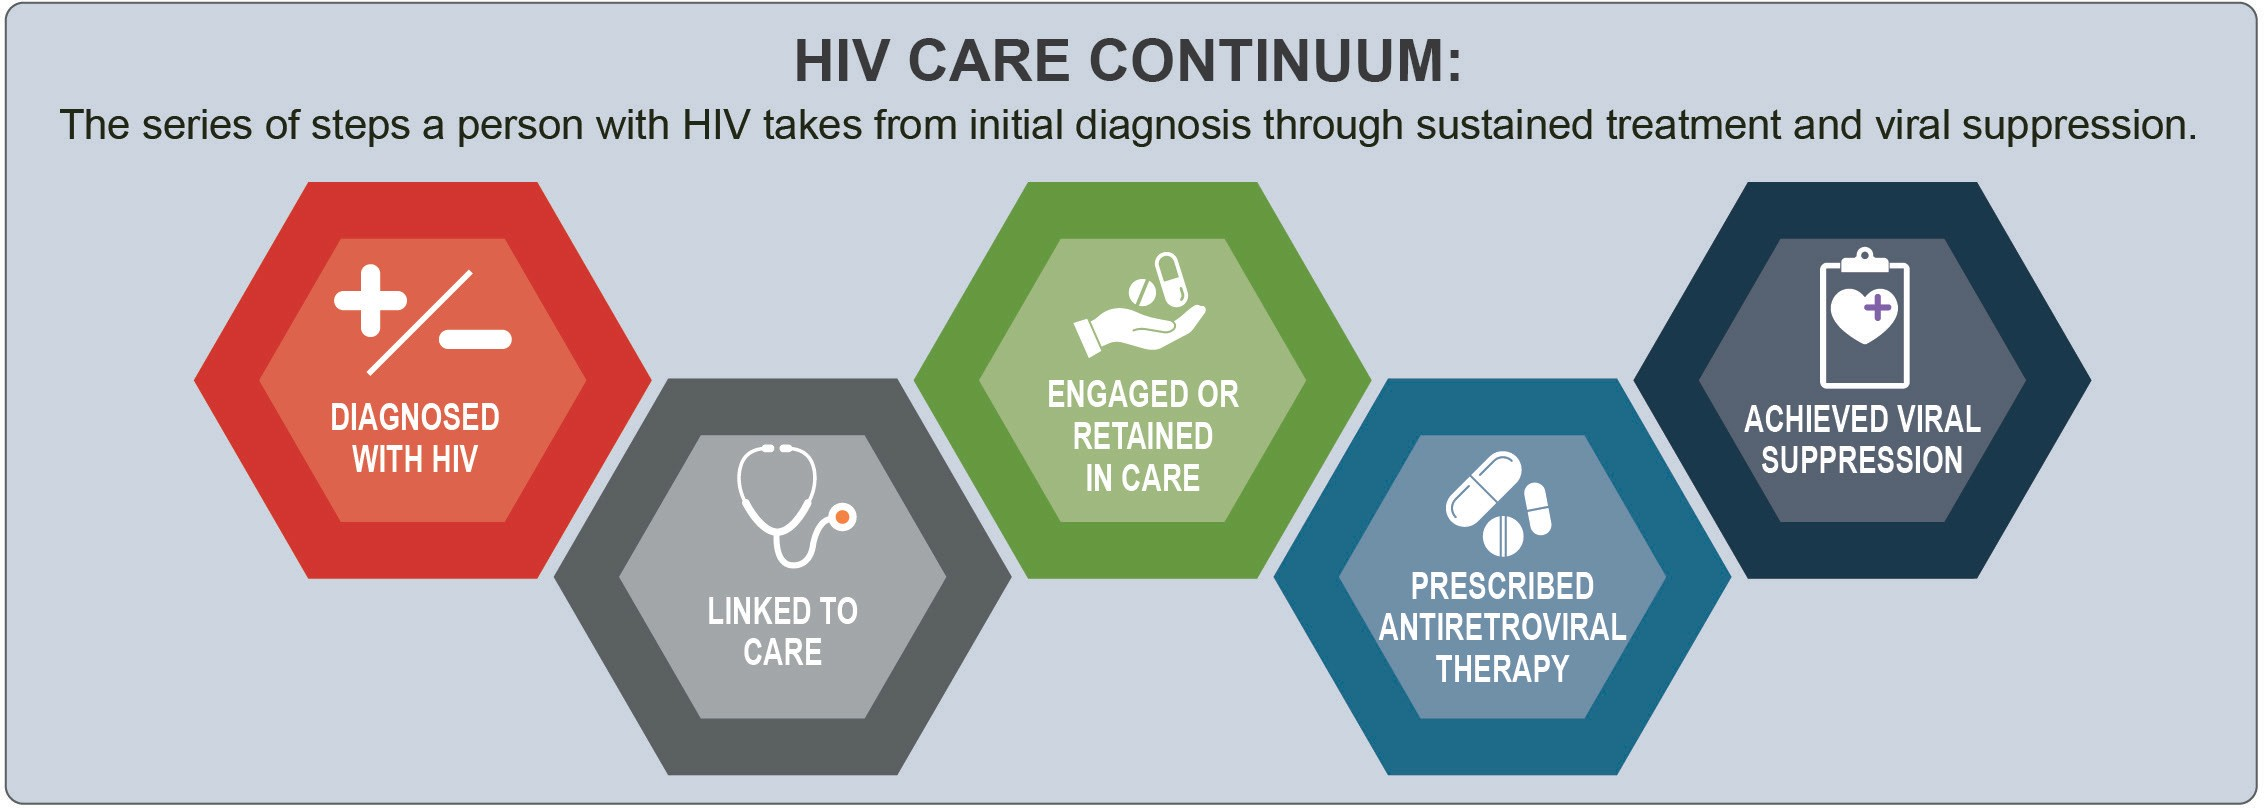 HIV CARE CONTINUUM:
The series of steps a person with HIV takes from initial diagnosis through sustained treatment and viral suppression.
DIAGNOSED
WITH HIV
LINKED TO
CARE
ENGAGED OR
RETAINED
IN CARE
PRESCRIBED
ANTIRETROVIRAL
THERAPY
ACHIEVED VIRAL
SUPPRESSION